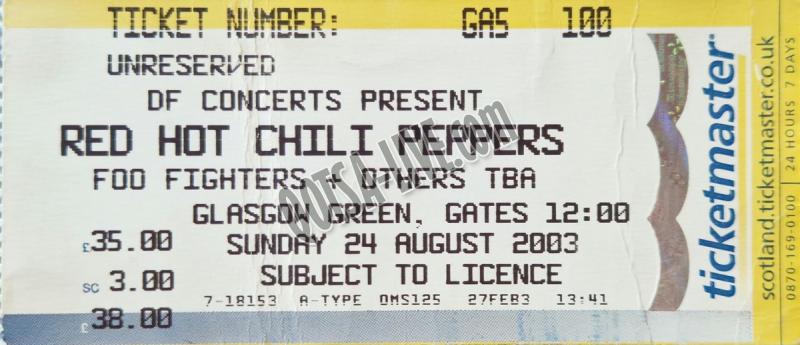 TICKET NUMBER: GA5 100
UNRESERVED
DF CONCERTS PRESENT
RED HOT CHILI PEPPERS
FOO FIGHTERS + OTHERS TBA
GLASGOW GREEN, GATES 12:00
£35.00 SUNDAY 24 AUGUST 2003
SC 3.00 SUBJECT TO LICENCE
7-18153 A-TYPE OMS125 27FEB3 13:41
£38.00
OOTSA-LIVE.com
ticketmaster
scotland.ticketmaster.co.uk
0870-169-0100 | 24 HOURS 7 DAYS